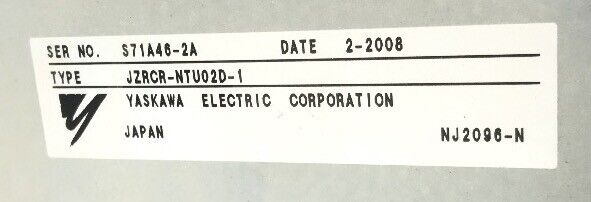 SER NO. S71A46-2A DATE 2-2008
TYPE JZRCR-NTU02D-1
YASKAWA ELECTRIC CORPORATION
JAPAN NJ2096-N